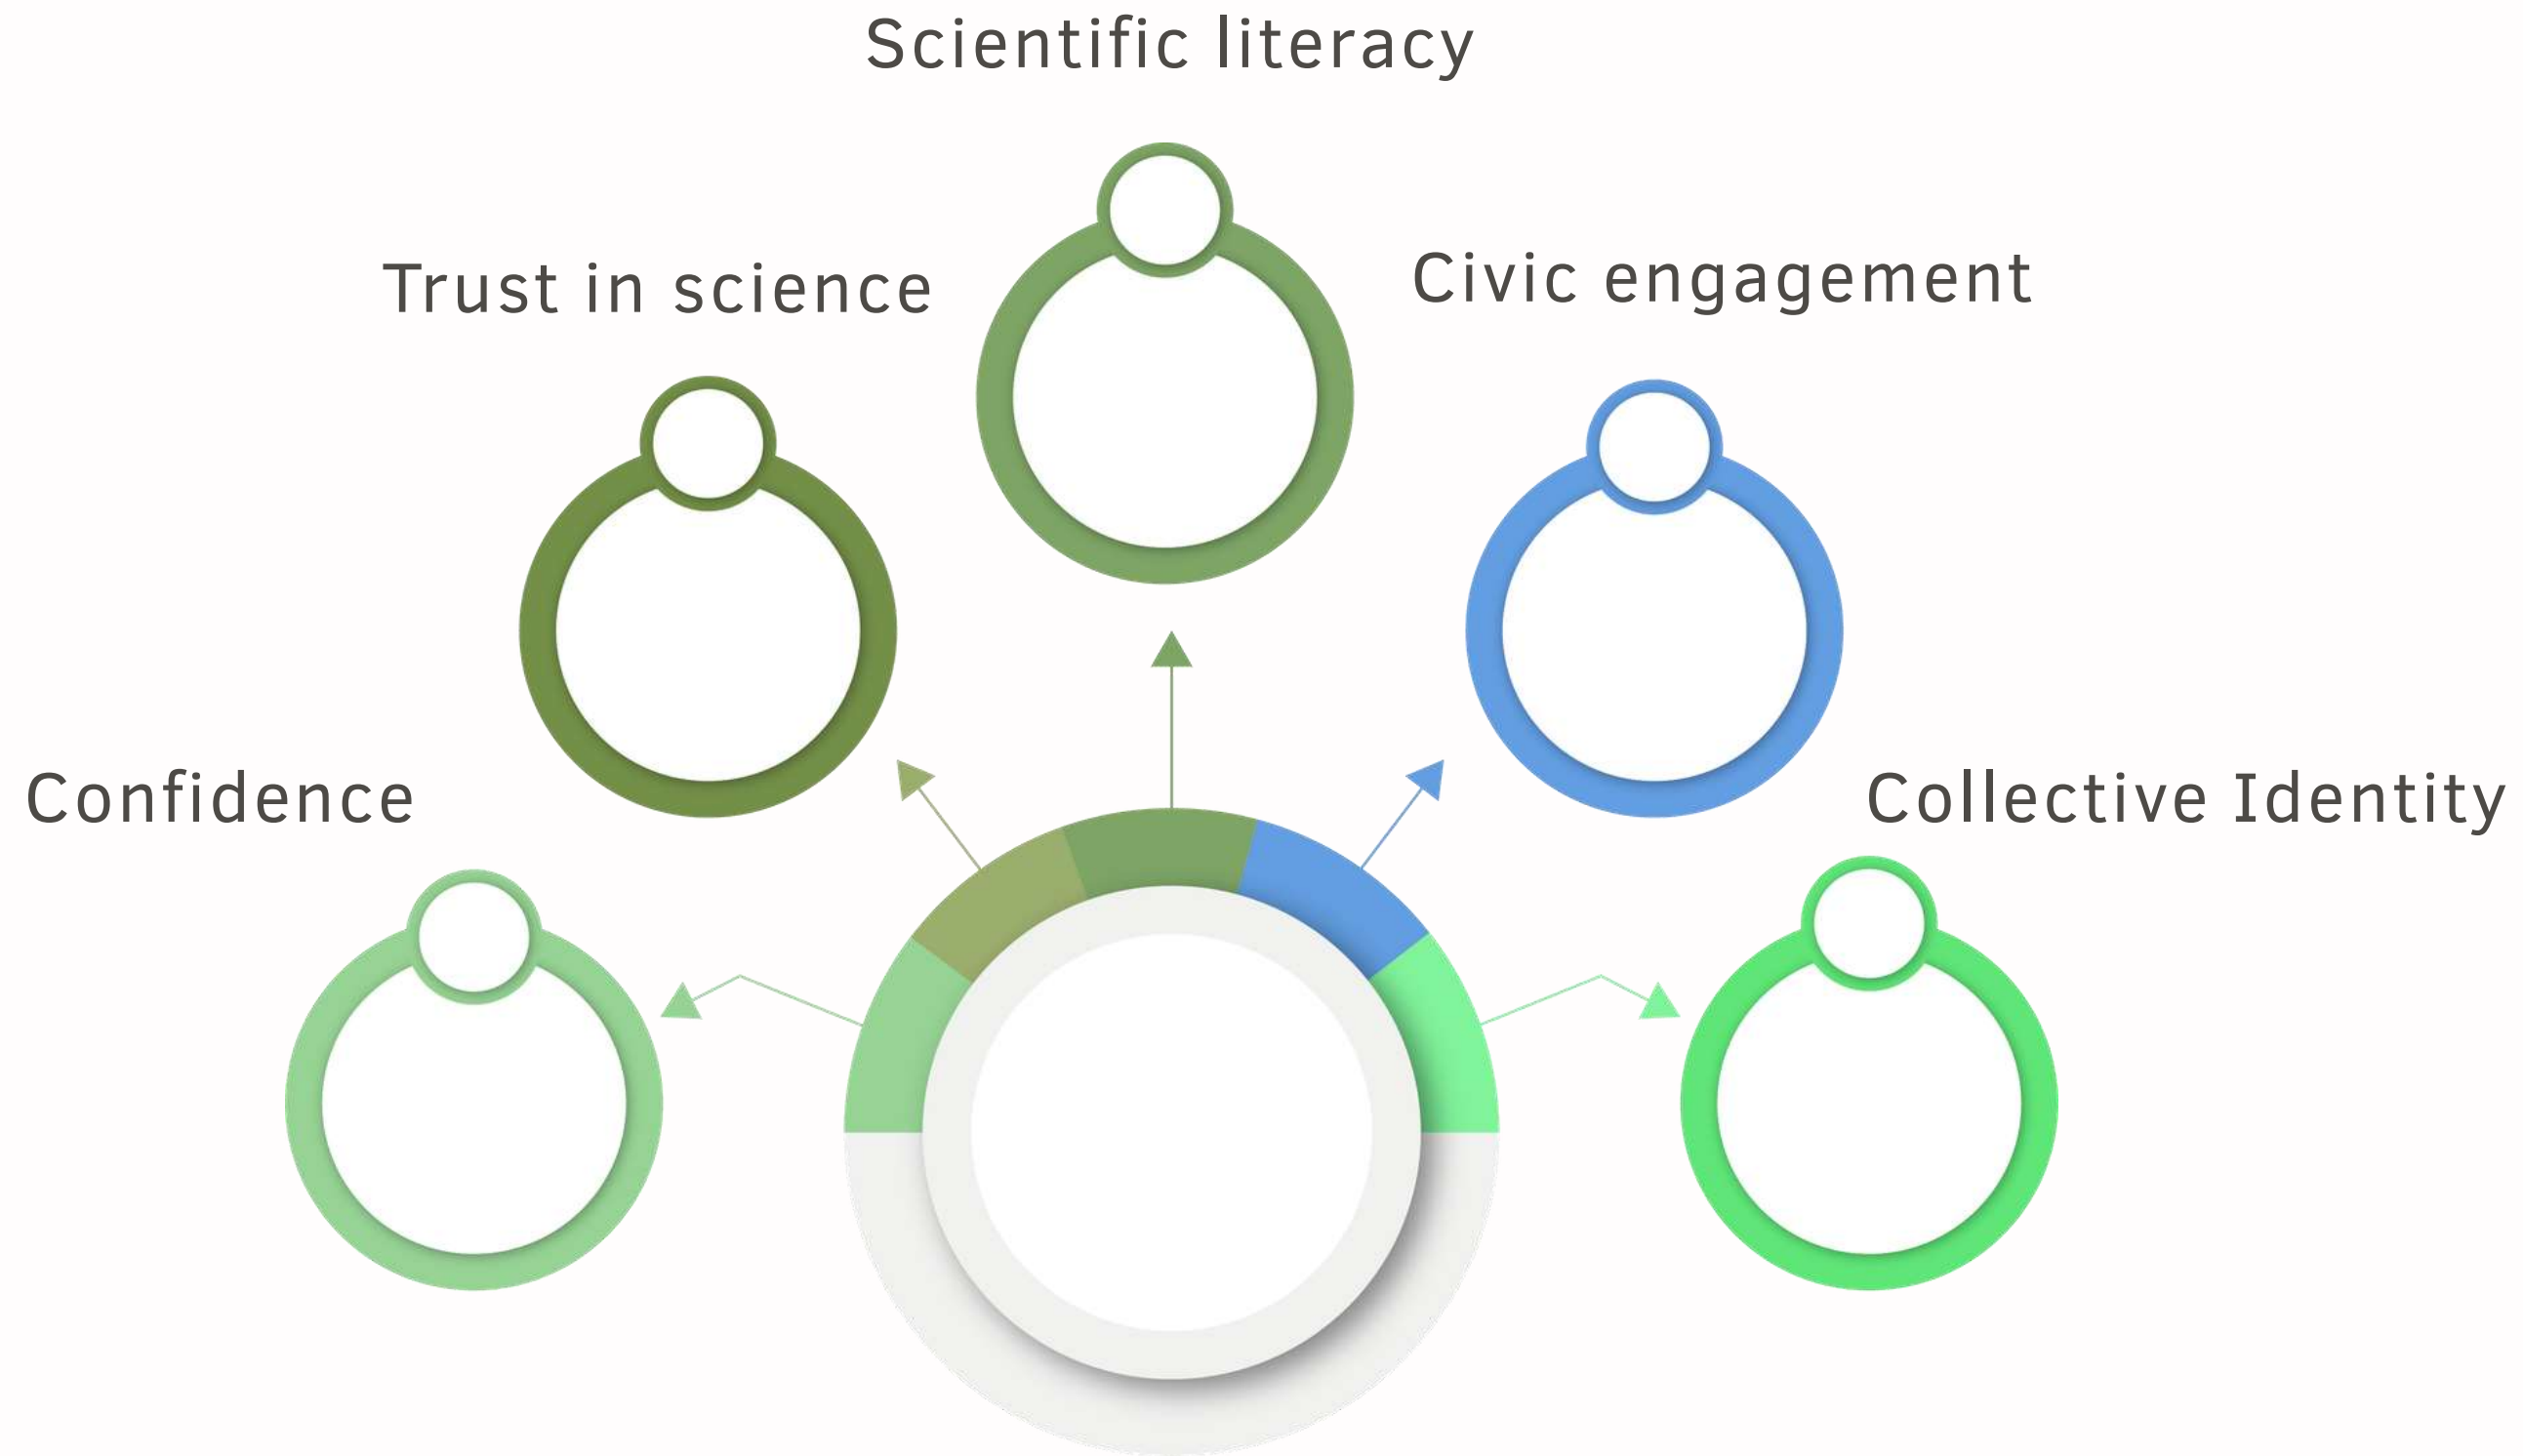 Scientific literacy
Trust in science
Civic engagement
Confidence
Collective Identity